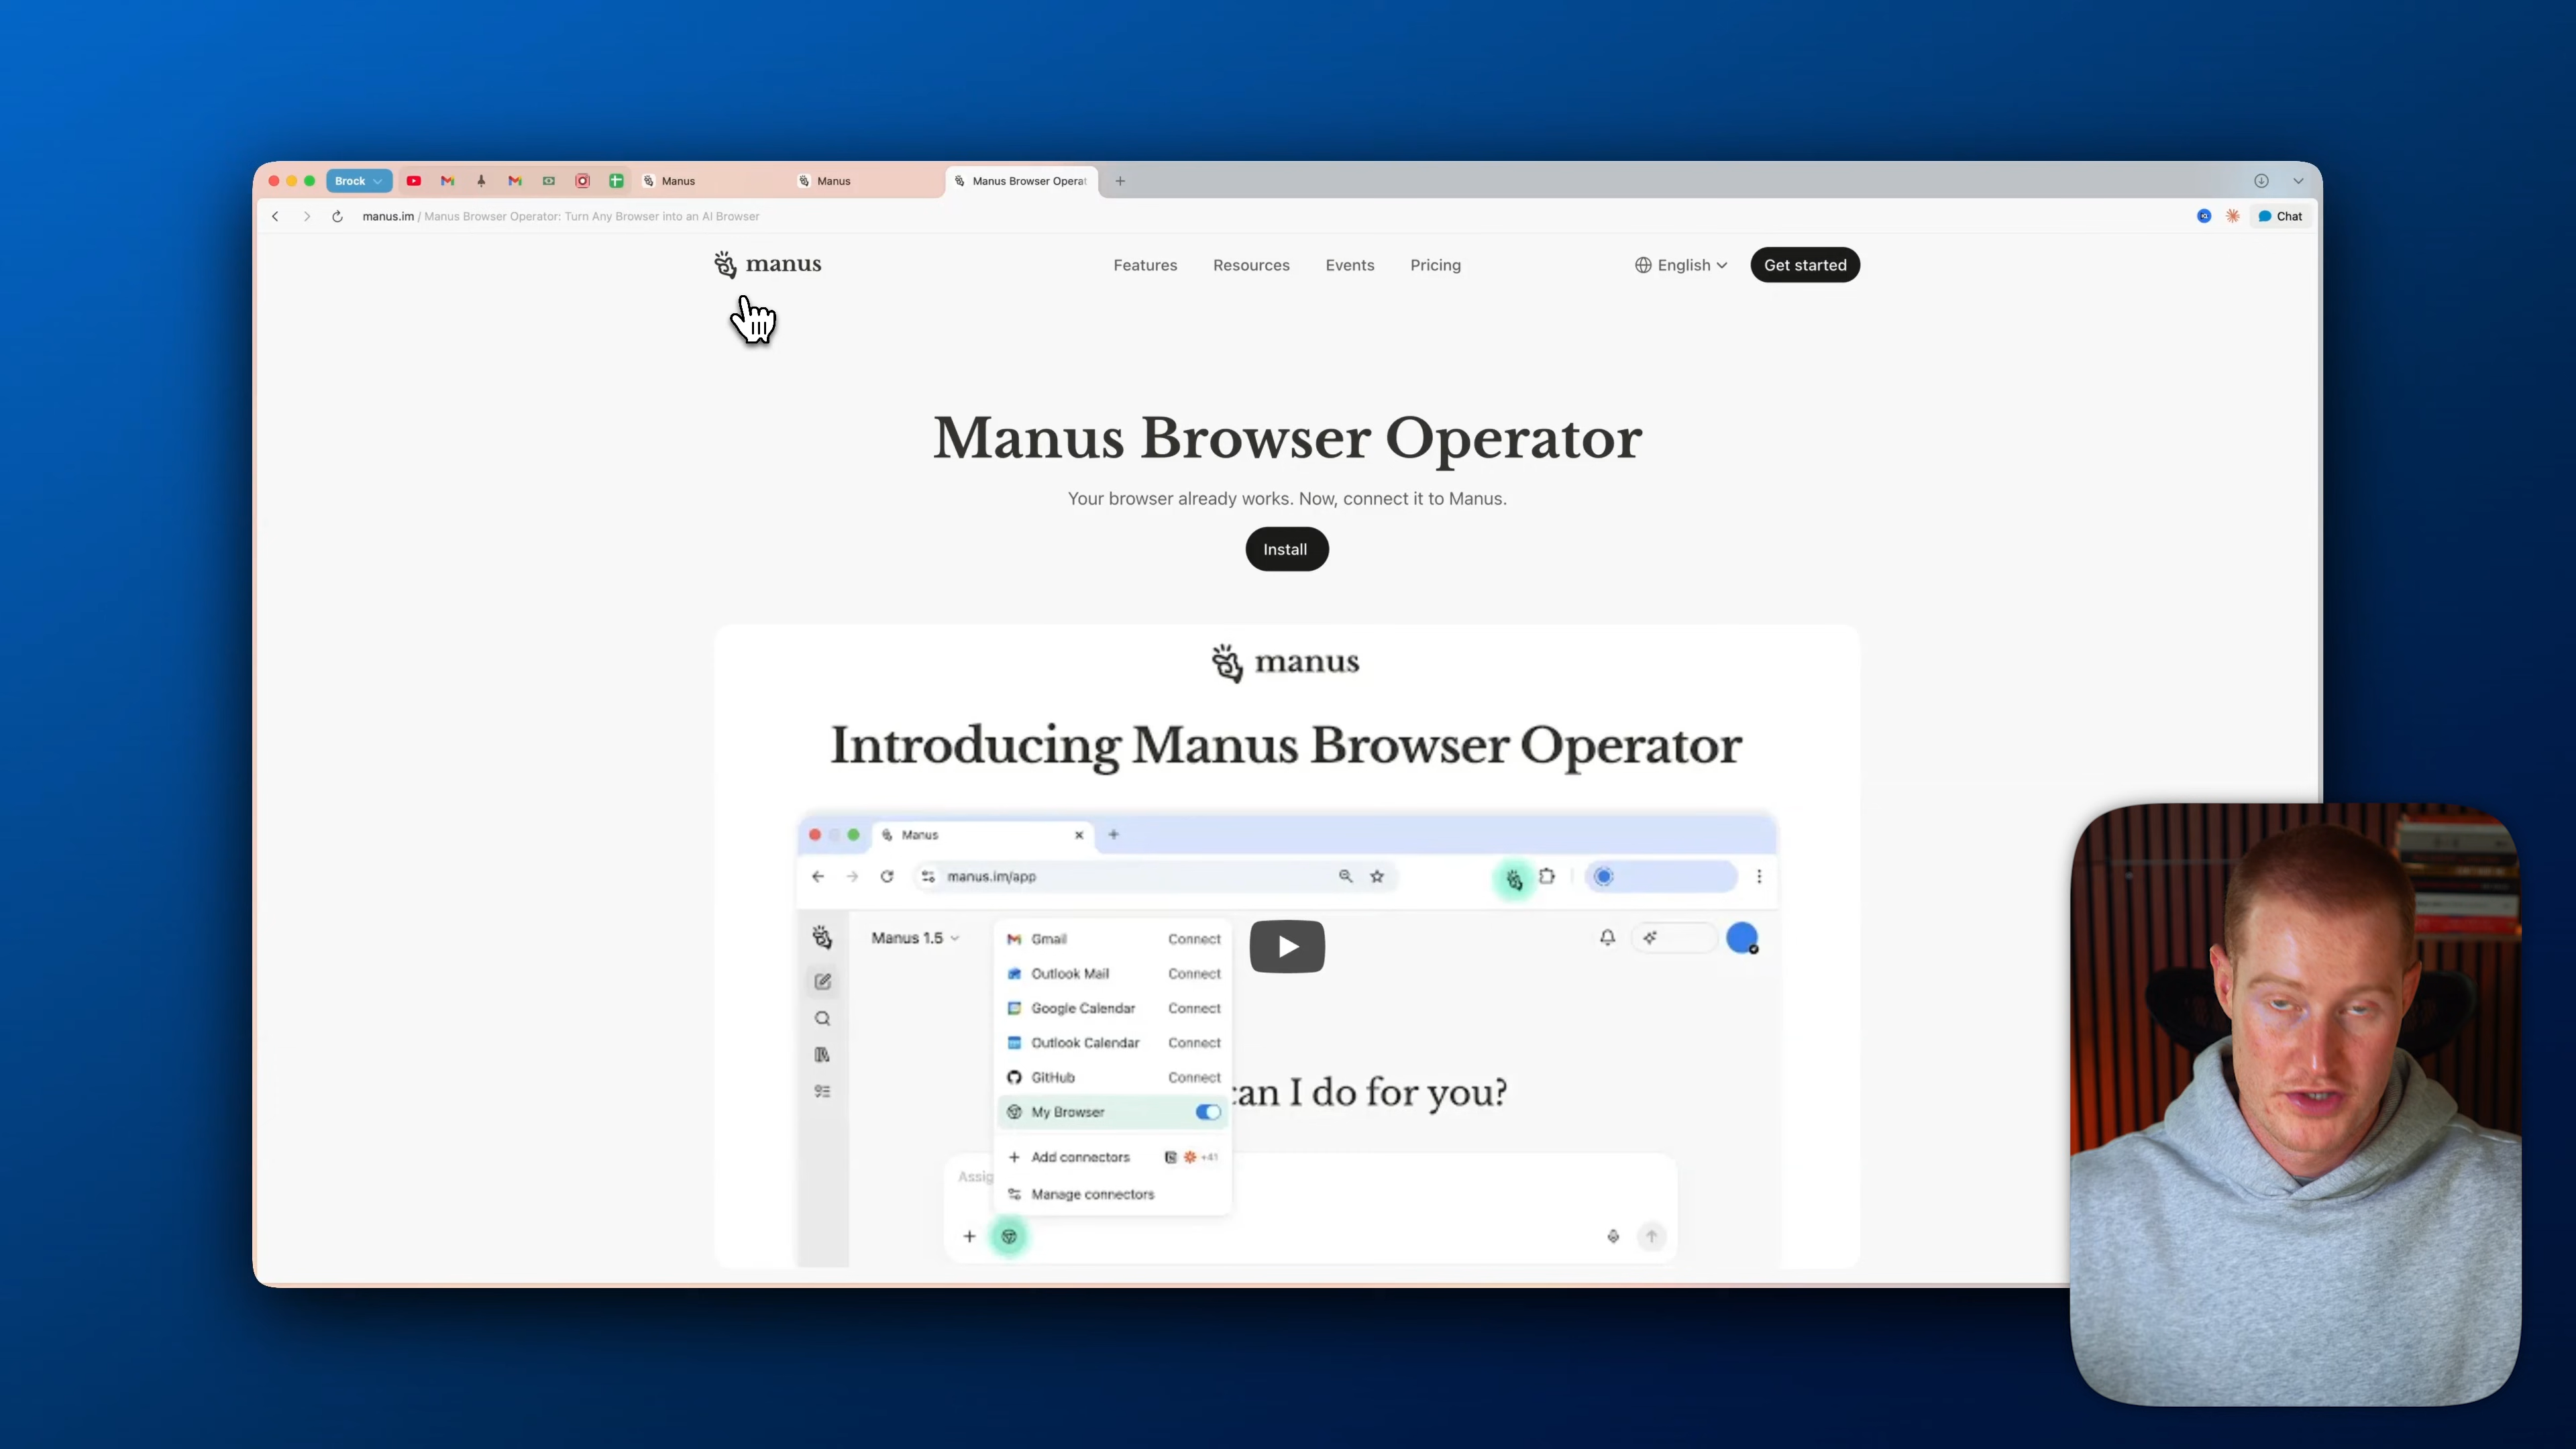 Brock
Manus
Manus
Manus Browser Operat
manus.im / Manus Browser Operator: Turn Any Browser into an AI Browser
Chat
manus
Features
Resources
Events
Pricing
English
Get started
Manus Browser Operator
Your browser already works. Now, connect it to Manus.
Install
manus
Introducing Manus Browser Operator
Manus
manus.im/app
Manus 1.5
Gmail Connect
Outlook Mail Connect
Google Calendar Connect
Outlook Calendar Connect
GitHub Connect
My Browser
can I do for you?
Add connectors +41
Assig
Manage connectors